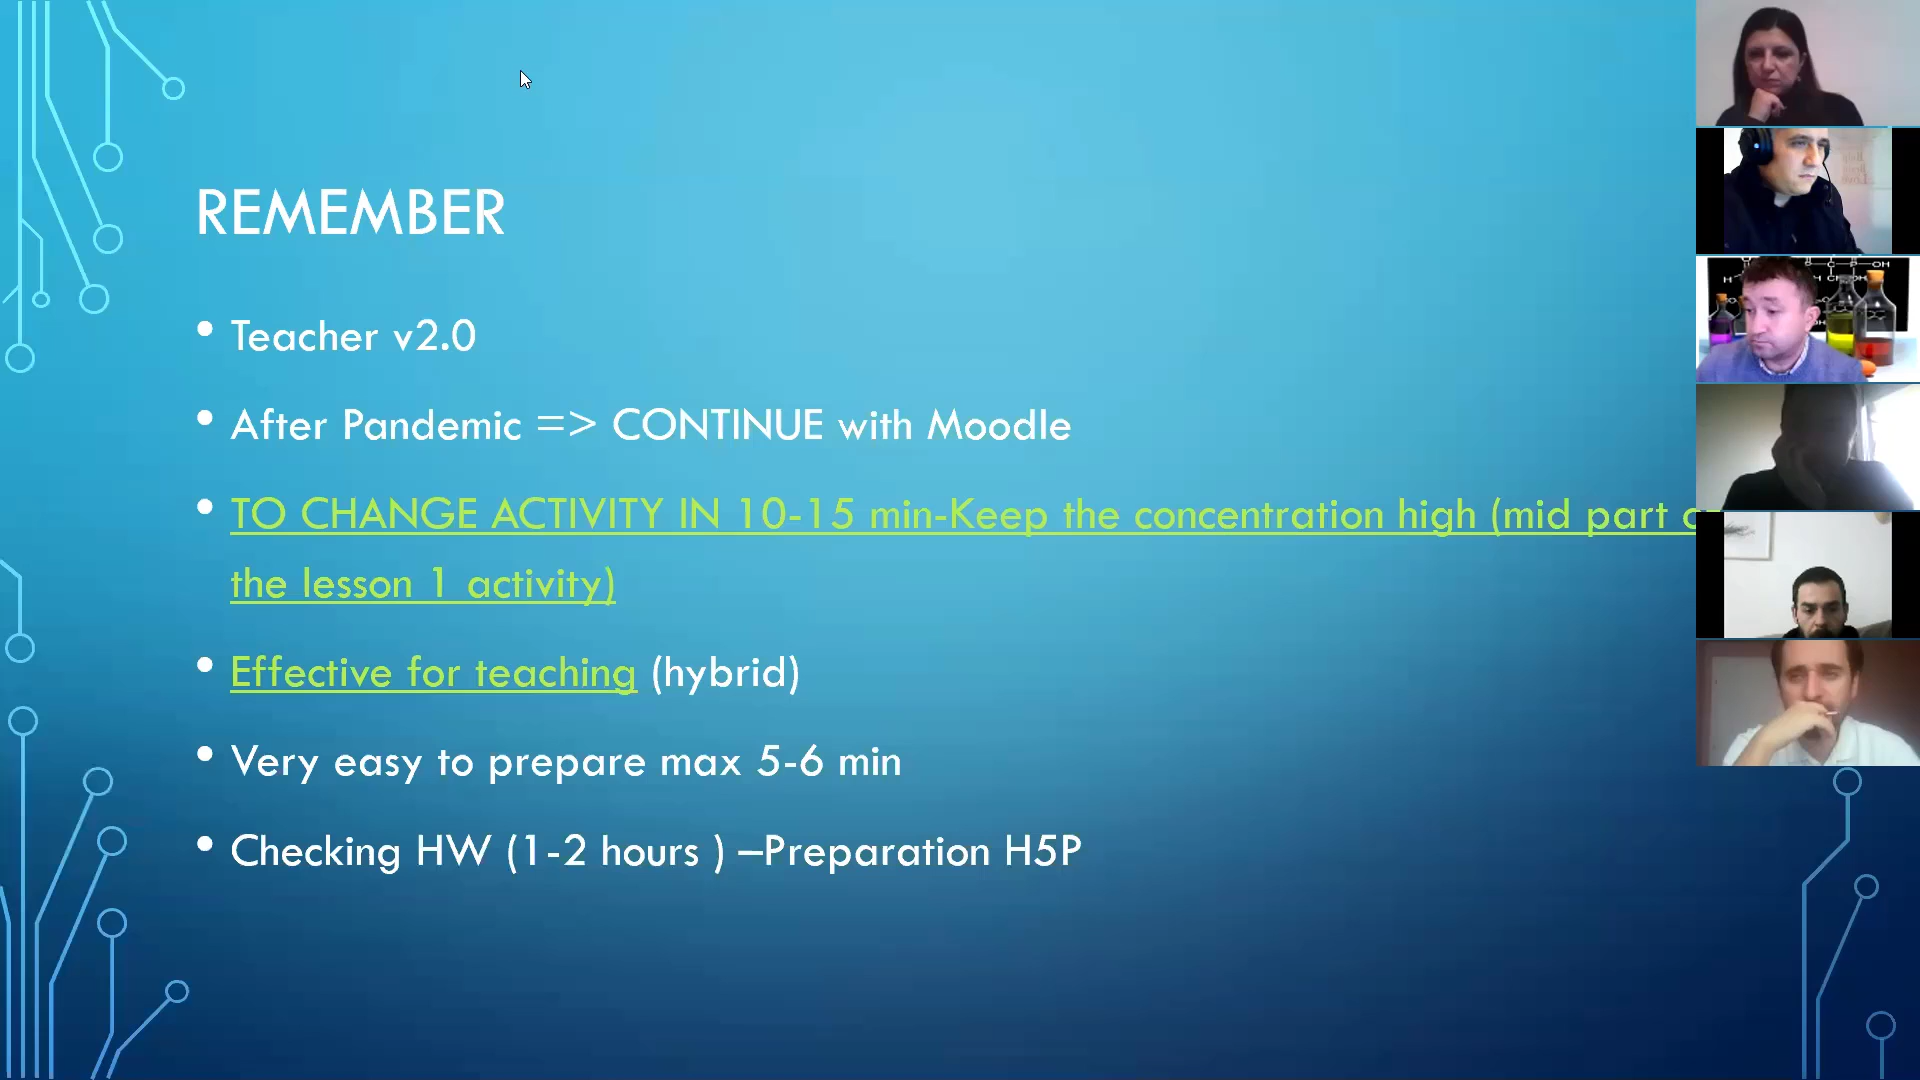 REMEMBER
• Teacher v2.0
• After Pandemic => CONTINUE with Moodle
• TO CHANGE ACTIVITY IN 10-15 min-Keep the concentration high (mid part
the lesson 1 activity)
• Effective for teaching (hybrid)
• Very easy to prepare max 5-6 min
• Checking HW (1-2 hours ) –Preparation H5P